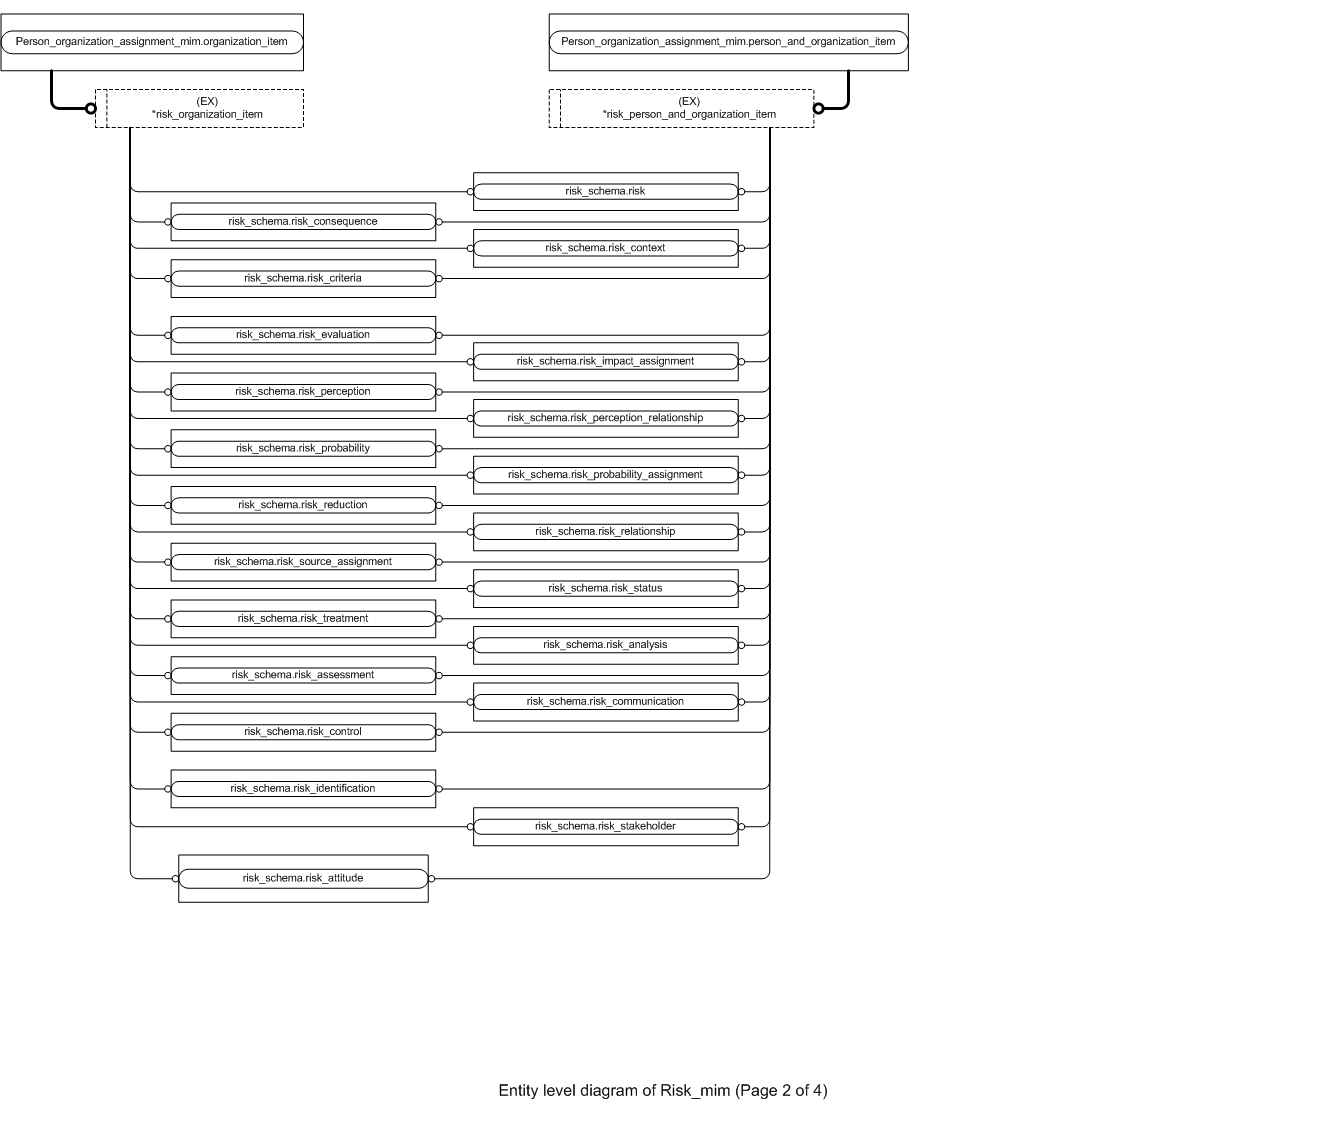 Person_organization_assignment_mim.organization_item
Person_organization_assignment_mim.person_and_organization_item
(EX)
*risk_organization_item
(EX)
*risk_person_and_organization_item
risk_schema.risk
risk_schema.risk_consequence
risk_schema.risk_context
risk_schema.risk_criteria
risk_schema.risk_evaluation
risk_schema.risk_impact_assignment
risk_schema.risk_perception
risk_schema.risk_perception_relationship
risk_schema.risk_probability
risk_schema.risk_probability_assignment
risk_schema.risk_reduction
risk_schema.risk_relationship
risk_schema.risk_source_assignment
risk_schema.risk_status
risk_schema.risk_treatment
risk_schema.risk_analysis
risk_schema.risk_assessment
risk_schema.risk_communication
risk_schema.risk_control
risk_schema.risk_identification
risk_schema.risk_stakeholder
risk_schema.risk_attitude
Entity level diagram of Risk_mim (Page 2 of 4)